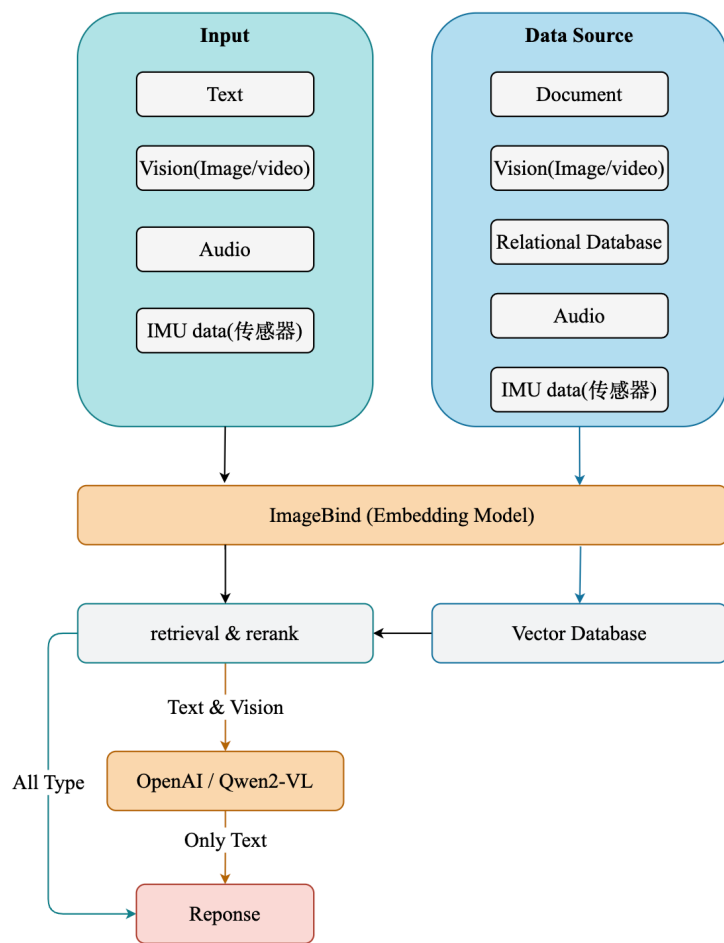 Input
Text
Vision(Image/video)
Audio
IMU data(传感器)
Data Source
Document
Vision(Image/video)
Relational Database
Audio
IMU data(传感器)
ImageBind (Embedding Model)
retrieval & rerank
Vector Database
Text & Vision
All Type
OpenAI / Qwen2-VL
Only Text
Reponse